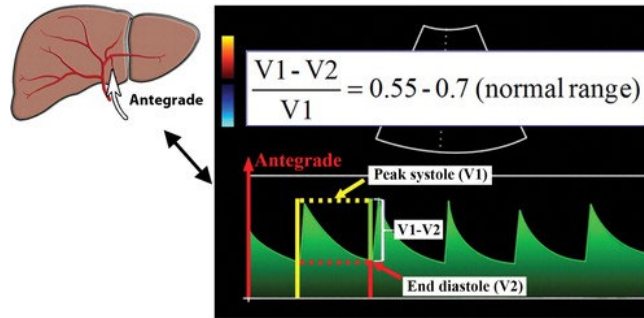 Antegrade
V1-V2
V1
= 0.55-0.7 (normal range)
Antegrade
Peak systole (V1)
V1-V2
End diastole (V2)